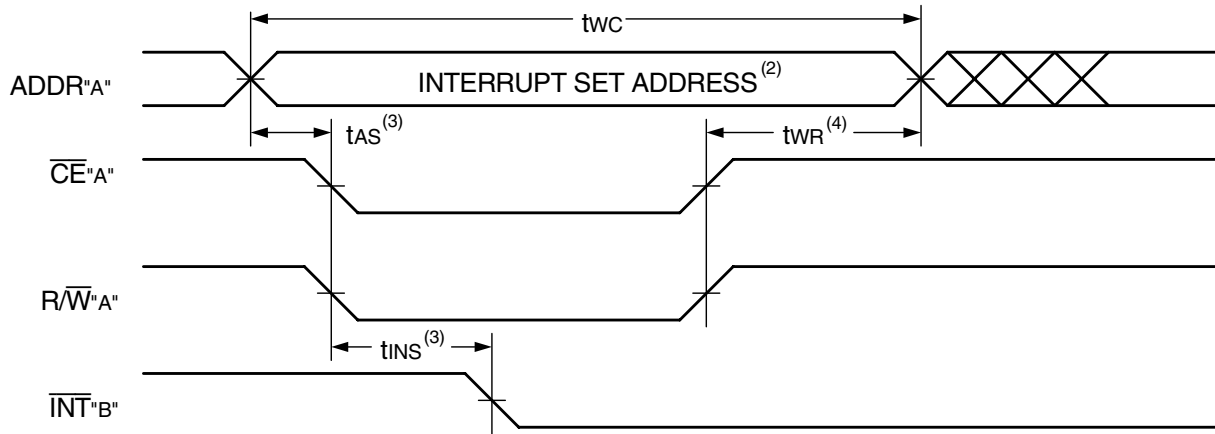 tWC
ADDR"A"
INTERRUPT SET ADDRESS(2)
tAS(3)
tWR(4)
CE"A"
R/W"A"
tINS(3)
INT"B"